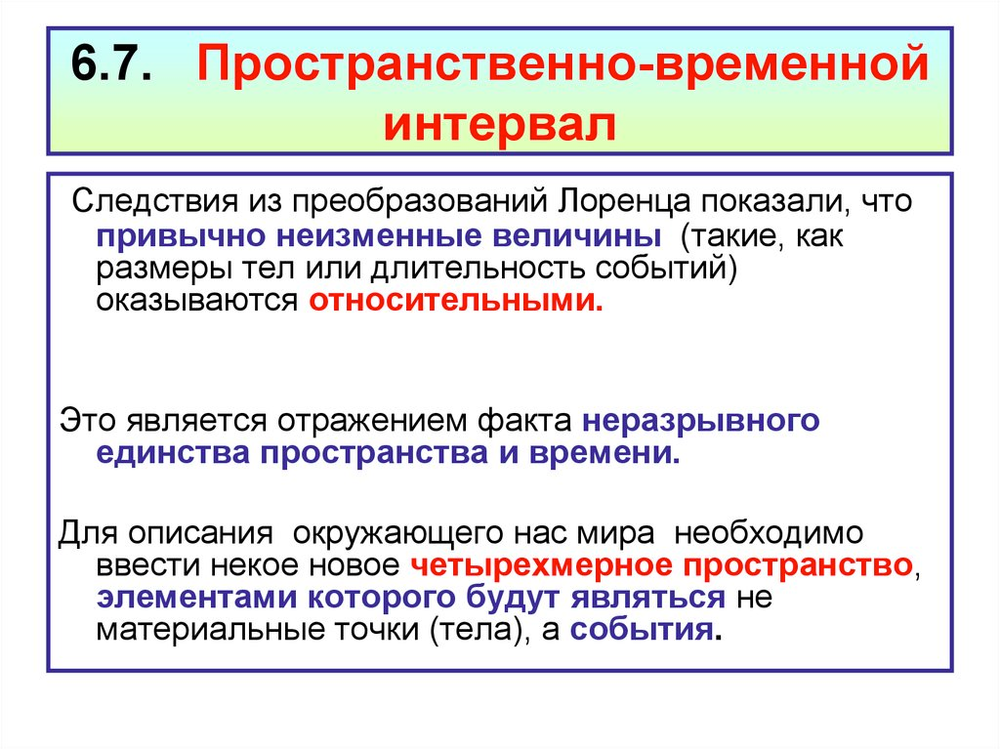 6.7. Пространственно-временной
интервал
Следствия из преобразований Лоренца показали, что
привычно неизменные величины (такие, как
размеры тел или длительность событий)
оказываются относительными.
Это является отражением факта неразрывного
единства пространства и времени.
Для описания окружающего нас мира необходимо
ввести некое новое четырехмерное пространство,
элементами которого будут являться не
материальные точки (тела), а события.